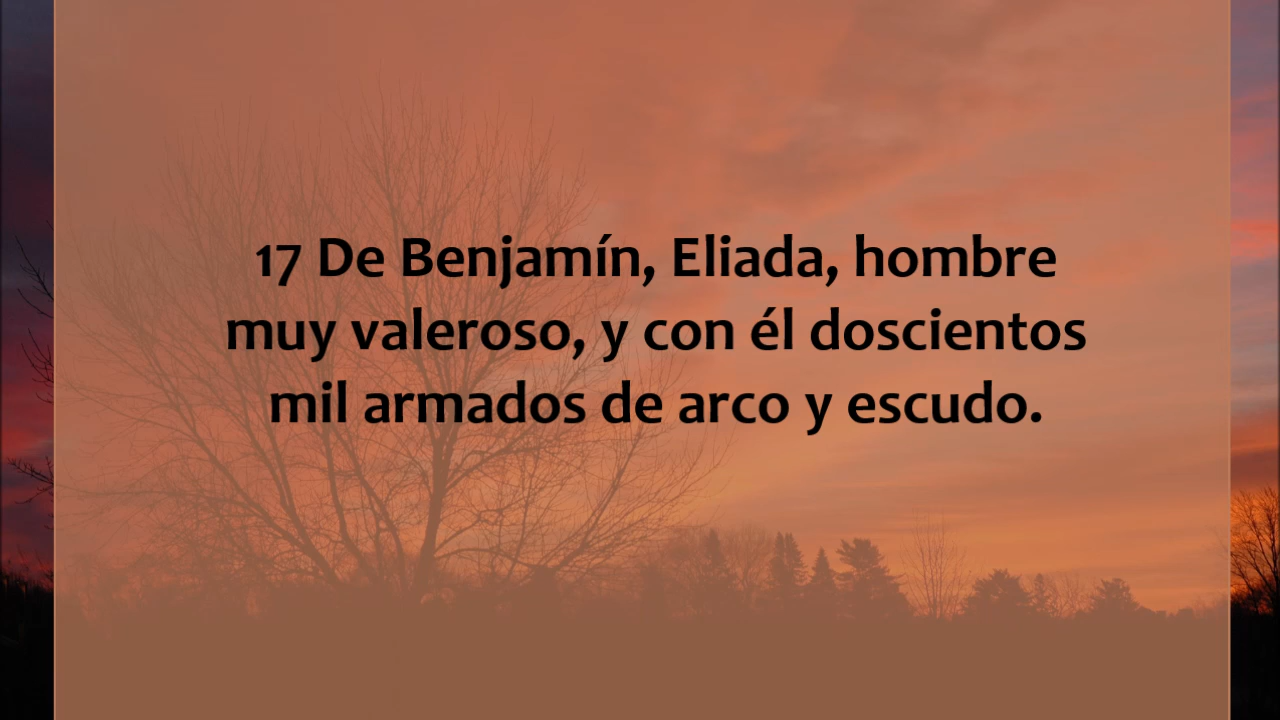 17 De Benjamín, Eliada, hombre
muy valeroso, y con él doscientos
mil armados de arco y escudo.